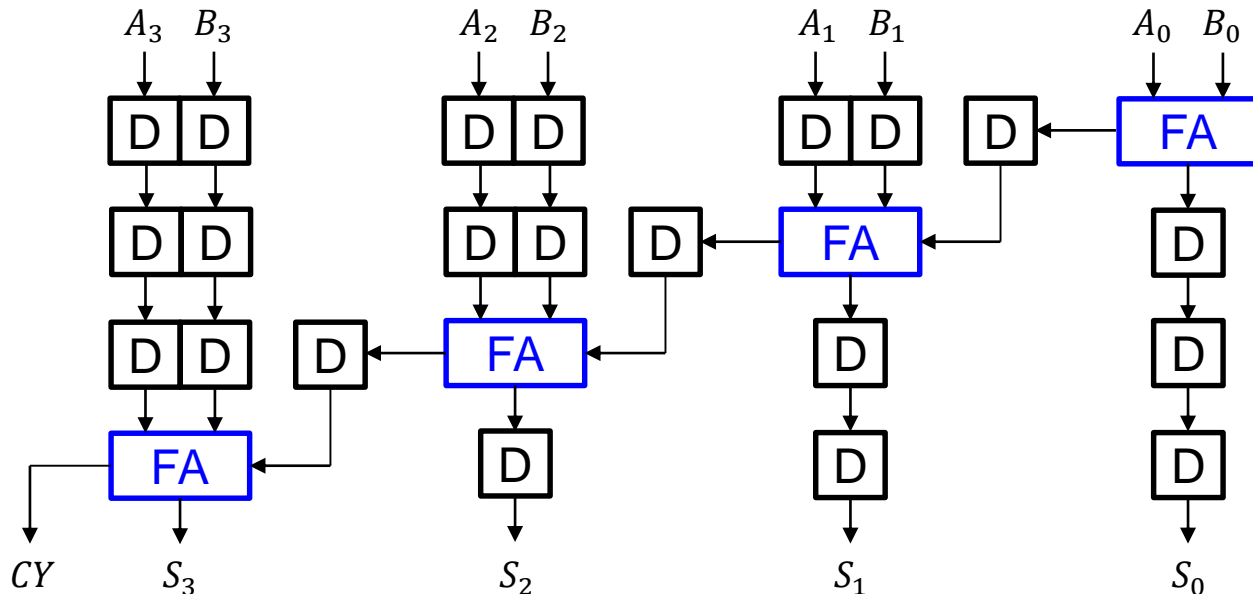 A₃ B₃ A₂ B₂ A₁ B₁ A₀ B₀
D D D D D D D FA
D D D D D FA D
D D D FA D D
FA D D D
CY S₃ S₂ S₁ S₀